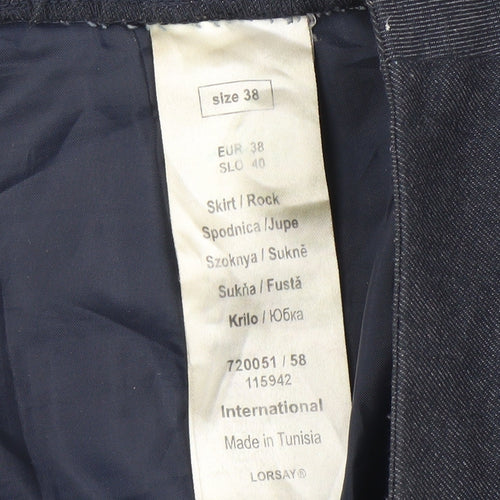 size 38
EUR 38
SLO 40
Skirt / Rock
Spodnica / Jupe
Szoknya / Sukně
Sukňa / Fustă
Krilo / Юбка
720051 / 58
115942
International
Made in Tunisia
LORSAY®